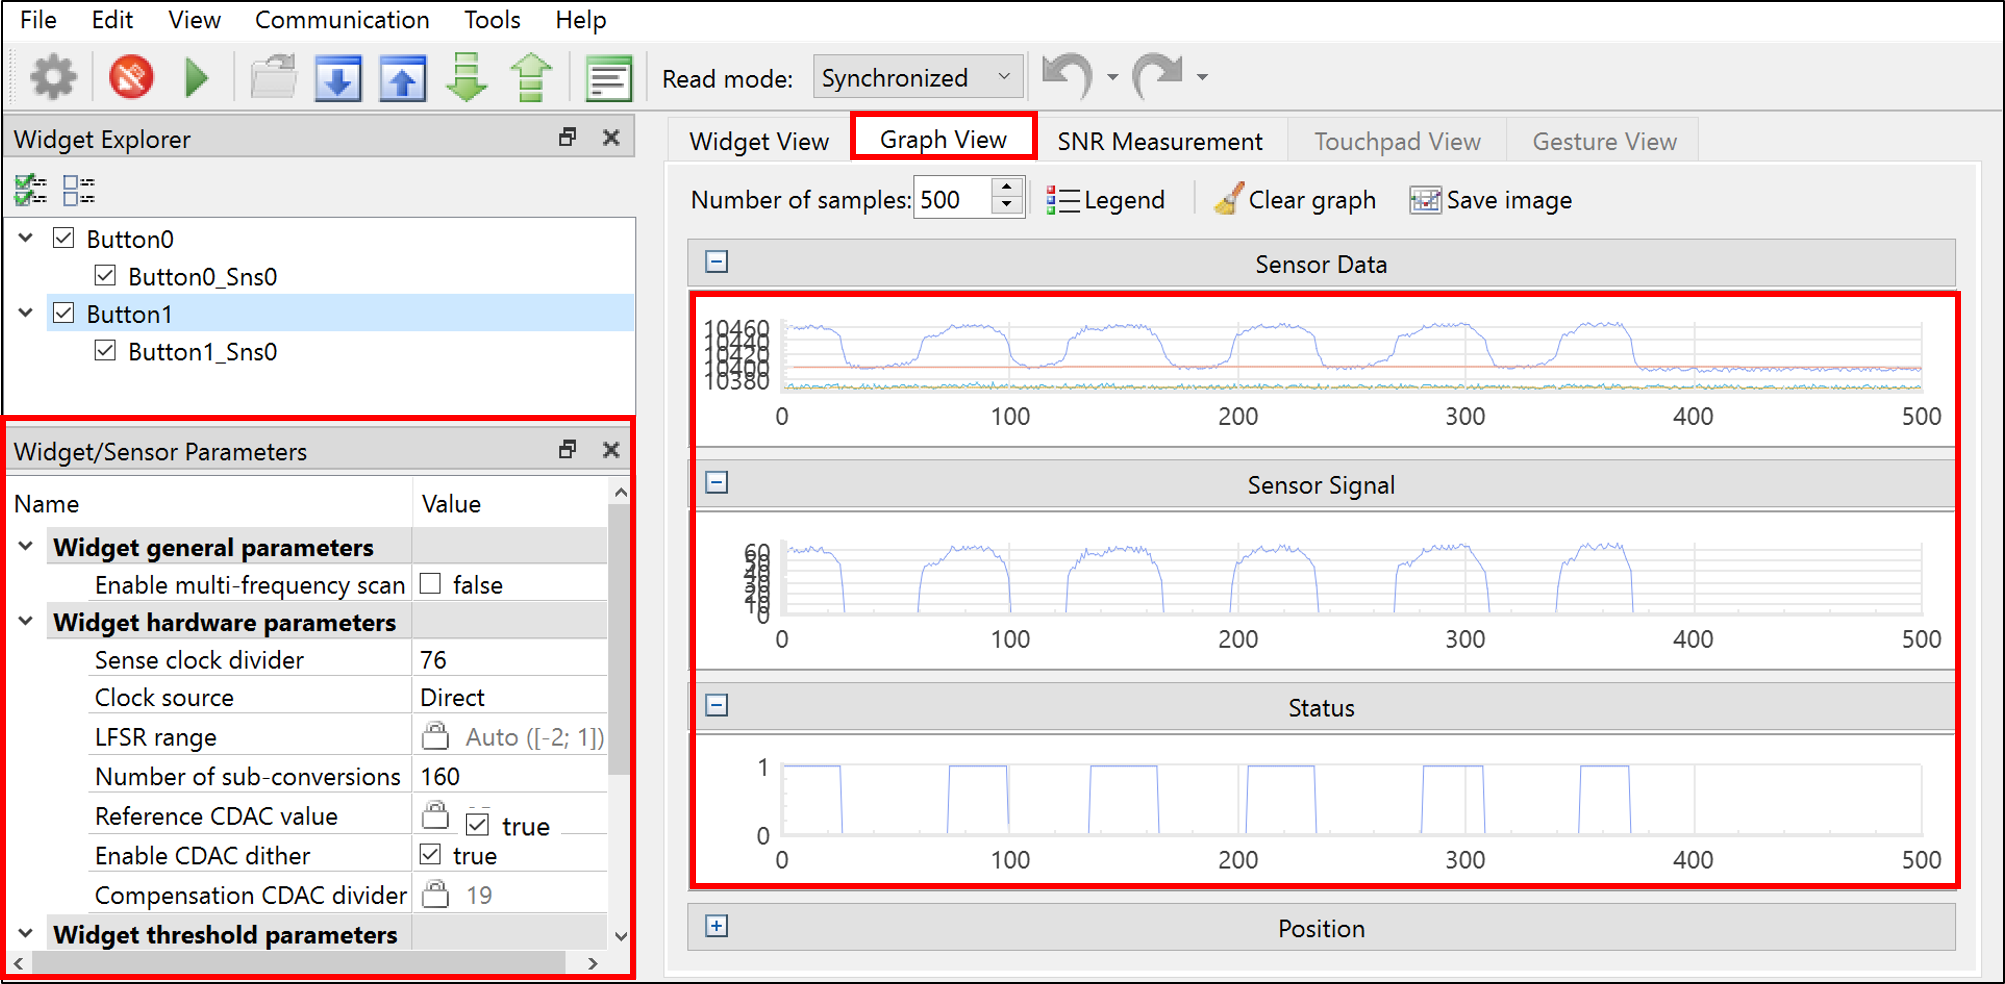 File Edit View Communication Tools Help
Read mode: Synchronized
Widget Explorer
Button0
Button0_Sns0
Button1
Button1_Sns0
Widget/Sensor Parameters
Name Value
Widget general parameters
Enable multi-frequency scan false
Widget hardware parameters
Sense clock divider 76
Clock source Direct
LFSR range Auto ([-2; 1])
Number of sub-conversions 160
Reference CDAC value true
Enable CDAC dither true
Compensation CDAC divider 19
Widget threshold parameters
Widget View Graph View SNR Measurement Touchpad View Gesture View
Number of samples: 500 Legend Clear graph Save image
Sensor Data
10460
10440
10420
10400
10380
0 100 200 300 400 500
Sensor Signal
60
50
40
30
20
10
0
0 100 200 300 400 500
Status
1
0
0 100 200 300 400 500
Position